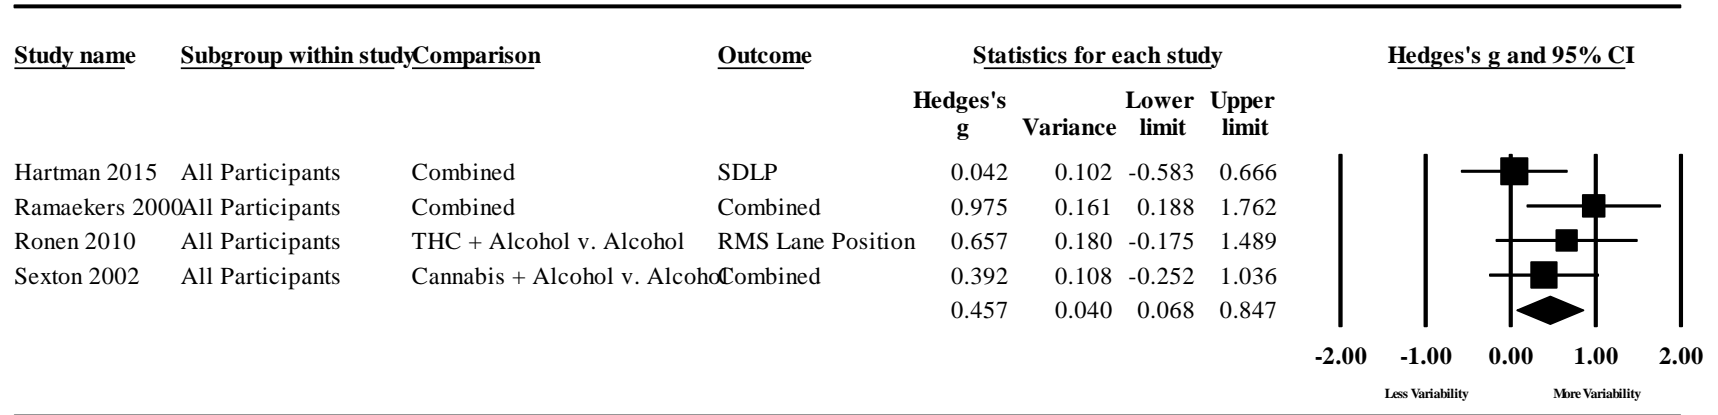 Study name Subgroup within study Comparison Outcome Statistics for each study Hedges's g and 95% CI
Hedges's Lower Upper
g Variance limit limit
Hartman 2015 All Participants Combined SDLP 0.042 0.102 -0.583 0.666
Ramaekers 2000 All Participants Combined Combined 0.975 0.161 0.188 1.762
Ronen 2010 All Participants THC + Alcohol v. Alcohol RMS Lane Position 0.657 0.180 -0.175 1.489
Sexton 2002 All Participants Cannabis + Alcohol v. Alcohol Combined 0.392 0.108 -0.252 1.036
0.457 0.040 0.068 0.847
-2.00 -1.00 0.00 1.00 2.00
Less Variability More Variability